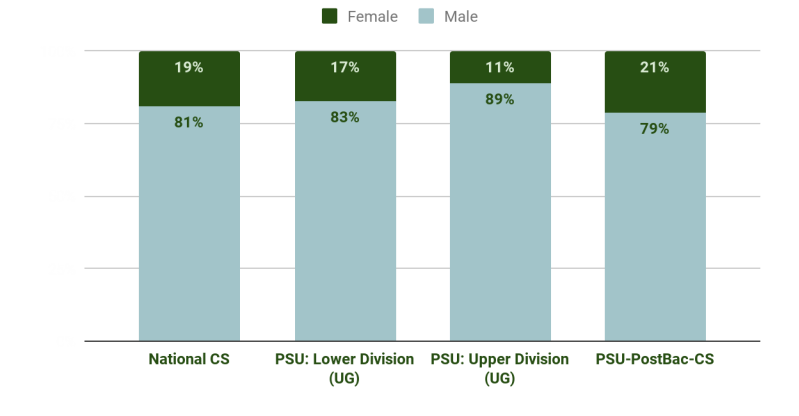 Female Male
19% 17% 11% 21%
81% 83% 89% 79%
National CS PSU: Lower Division PSU: Upper Division PSU-PostBac-CS
(UG) (UG)